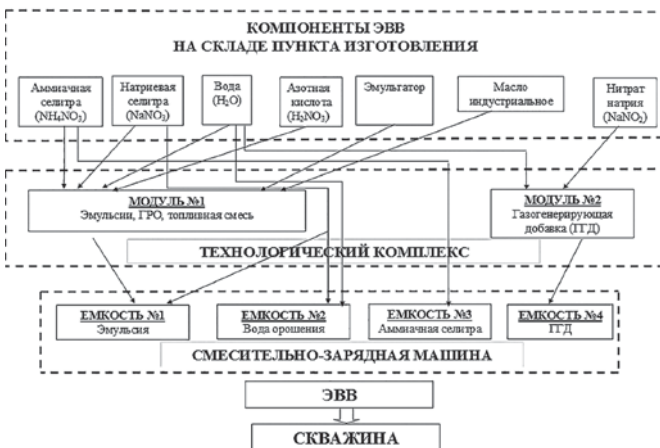 КОМПОНЕНТЫ ЭВВ
НА СКЛАДЕ ПУНКТА ИЗГОТОВЛЕНИЯ
Аммиачная
селитра
(NH₄NO₃)
Натриевая
селитра
(NaNO₃)
Вода
(H₂O)
Азотная
кислота
(H₂NO₃)
Эмульгатор
Масло
индустриальное
Нитрат
натрия
(NaNO₂)
МОДУЛЬ №1
Эмульсии, ГРО, топливная смесь
МОДУЛЬ №2
Газогенерирующая
добавка (ГГД)
ТЕХНОЛОГИЧЕСКИЙ КОМПЛЕКС
ЕМКОСТЬ №1
Эмульсия
ЕМКОСТЬ №2
Вода орошения
ЕМКОСТЬ №3
Аммиачная селитра
ЕМКОСТЬ №4
ГГД
СМЕСИТЕЛЬНО-ЗАРЯДНАЯ МАШИНА
ЭВВ
СКВАЖИНА